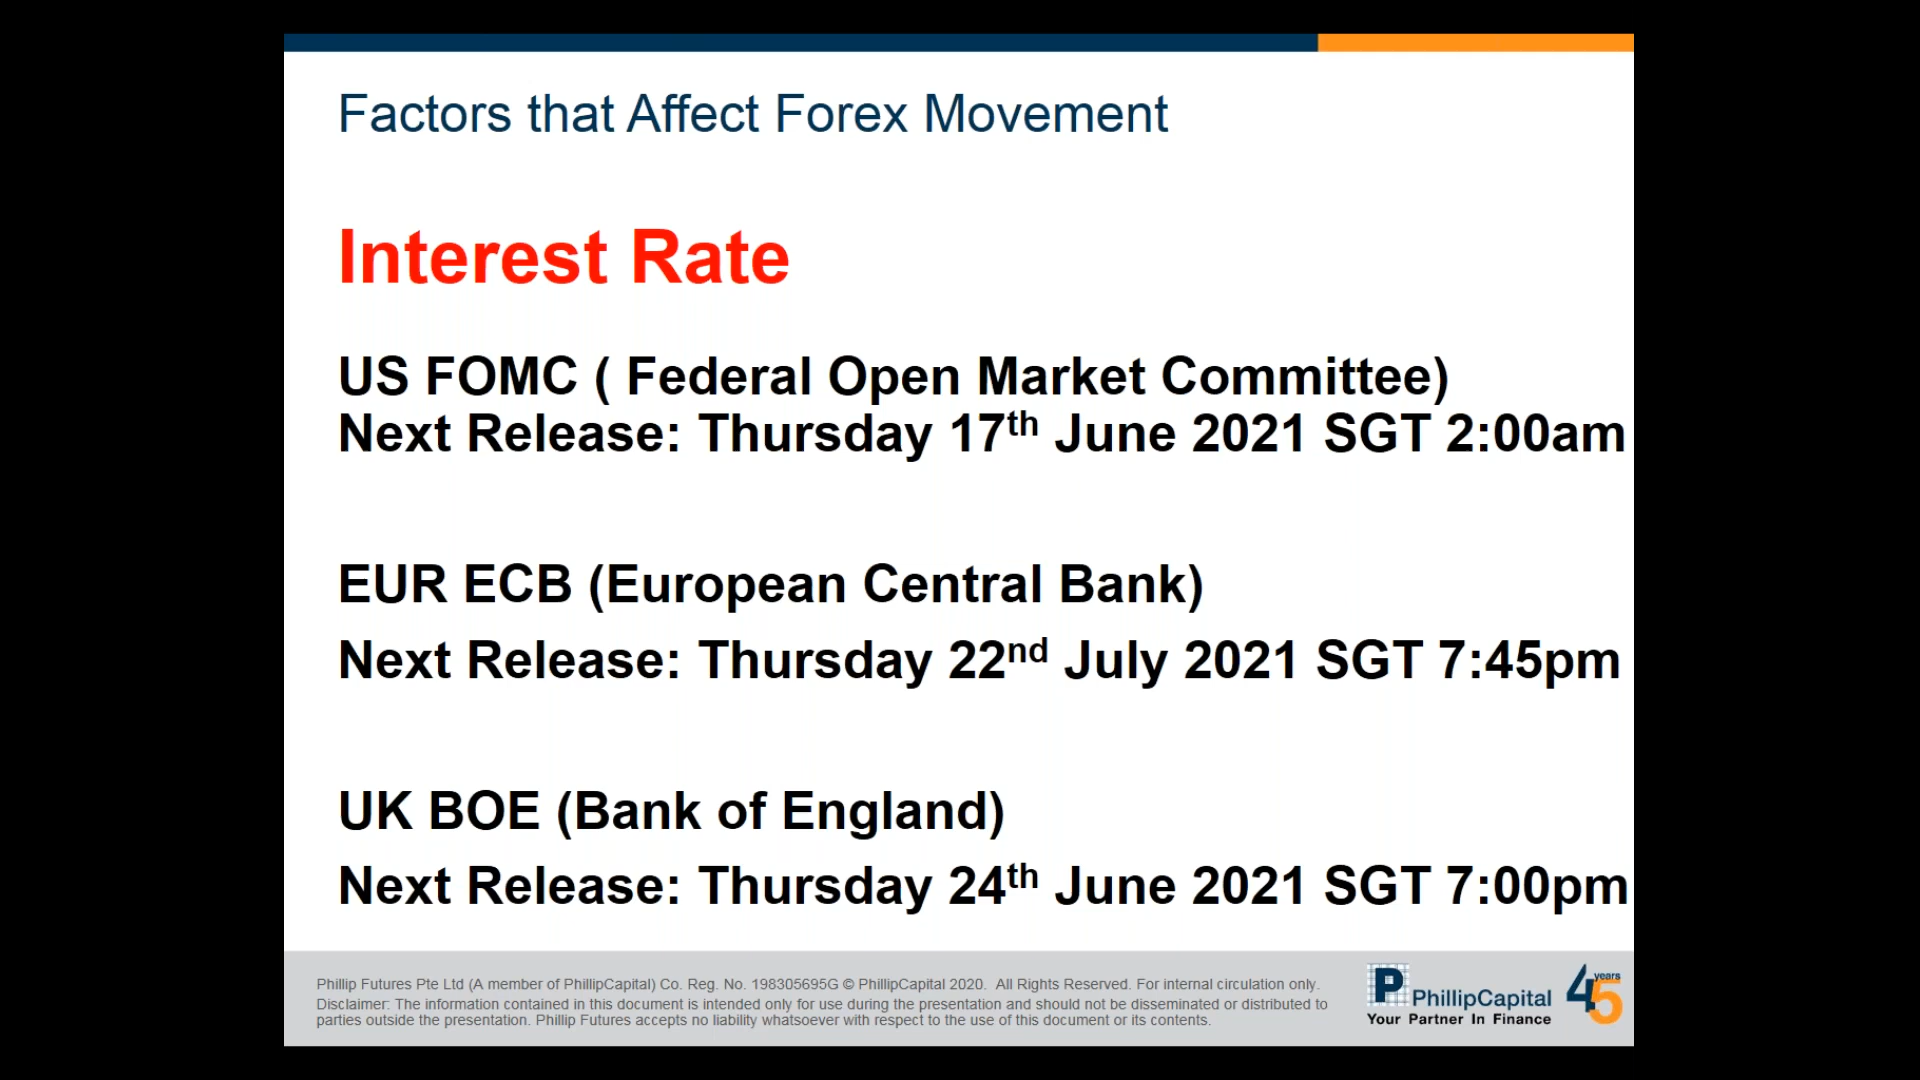 Factors that Affect Forex Movement
Interest Rate
US FOMC ( Federal Open Market Committee)
Next Release: Thursday 17th June 2021 SGT 2:00am
EUR ECB (European Central Bank)
Next Release: Thursday 22nd July 2021 SGT 7:45pm
UK BOE (Bank of England)
Next Release: Thursday 24th June 2021 SGT 7:00pm
Phillip Futures Pte Ltd (A member of PhillipCapital) Co. Reg. No. 198305695G © PhillipCapital 2020. All Rights Reserved. For internal circulation only.
Disclaimer: The information contained in this document is intended only for use during the presentation and should not be disseminated or distributed to
parties outside the presentation. Phillip Futures accepts no liability whatsoever with respect to the use of this document or its contents.
P PhillipCapital
Your Partner In Finance
45 years